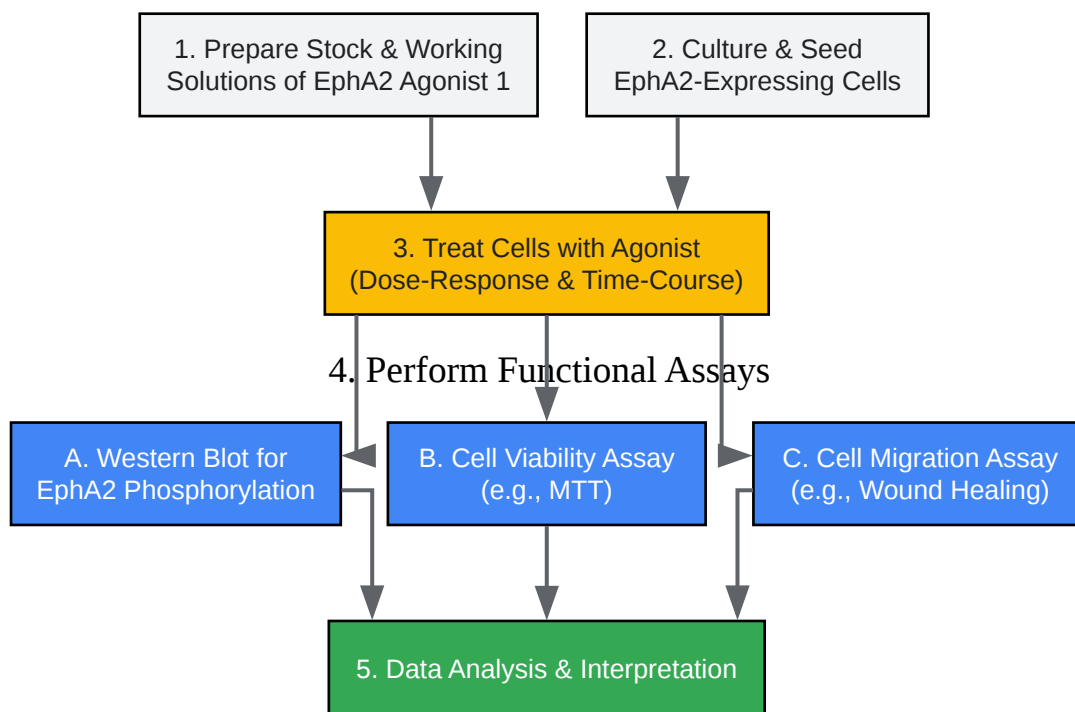 1. Prepare Stock & Working
Solutions of EphA2 Agonist 1
2. Culture & Seed
EphA2-Expressing Cells
3. Treat Cells with Agonist
(Dose-Response & Time-Course)
4. Perform Functional Assays
A. Western Blot for
EphA2 Phosphorylation
B. Cell Viability Assay
(e.g., MTT)
C. Cell Migration Assay
(e.g., Wound Healing)
5. Data Analysis & Interpretation